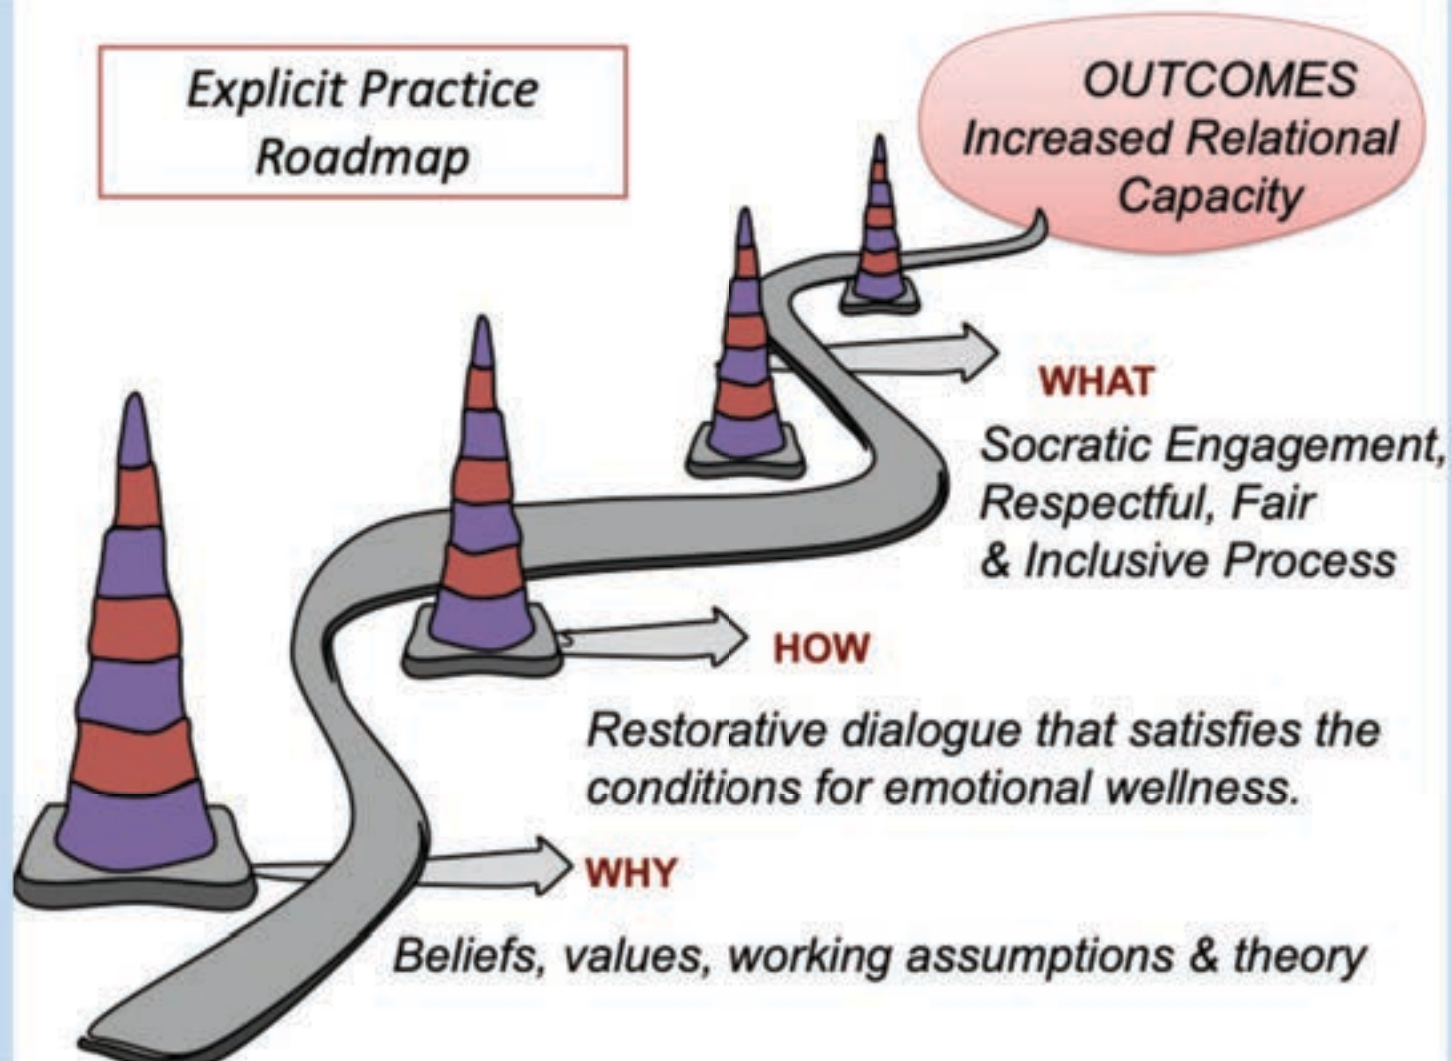 Explicit Practice
Roadmap
OUTCOMES
Increased Relational
Capacity
WHAT
Socratic Engagement,
Respectful, Fair
& Inclusive Process
HOW
Restorative dialogue that satisfies the
conditions for emotional wellness.
WHY
Beliefs, values, working assumptions & theory